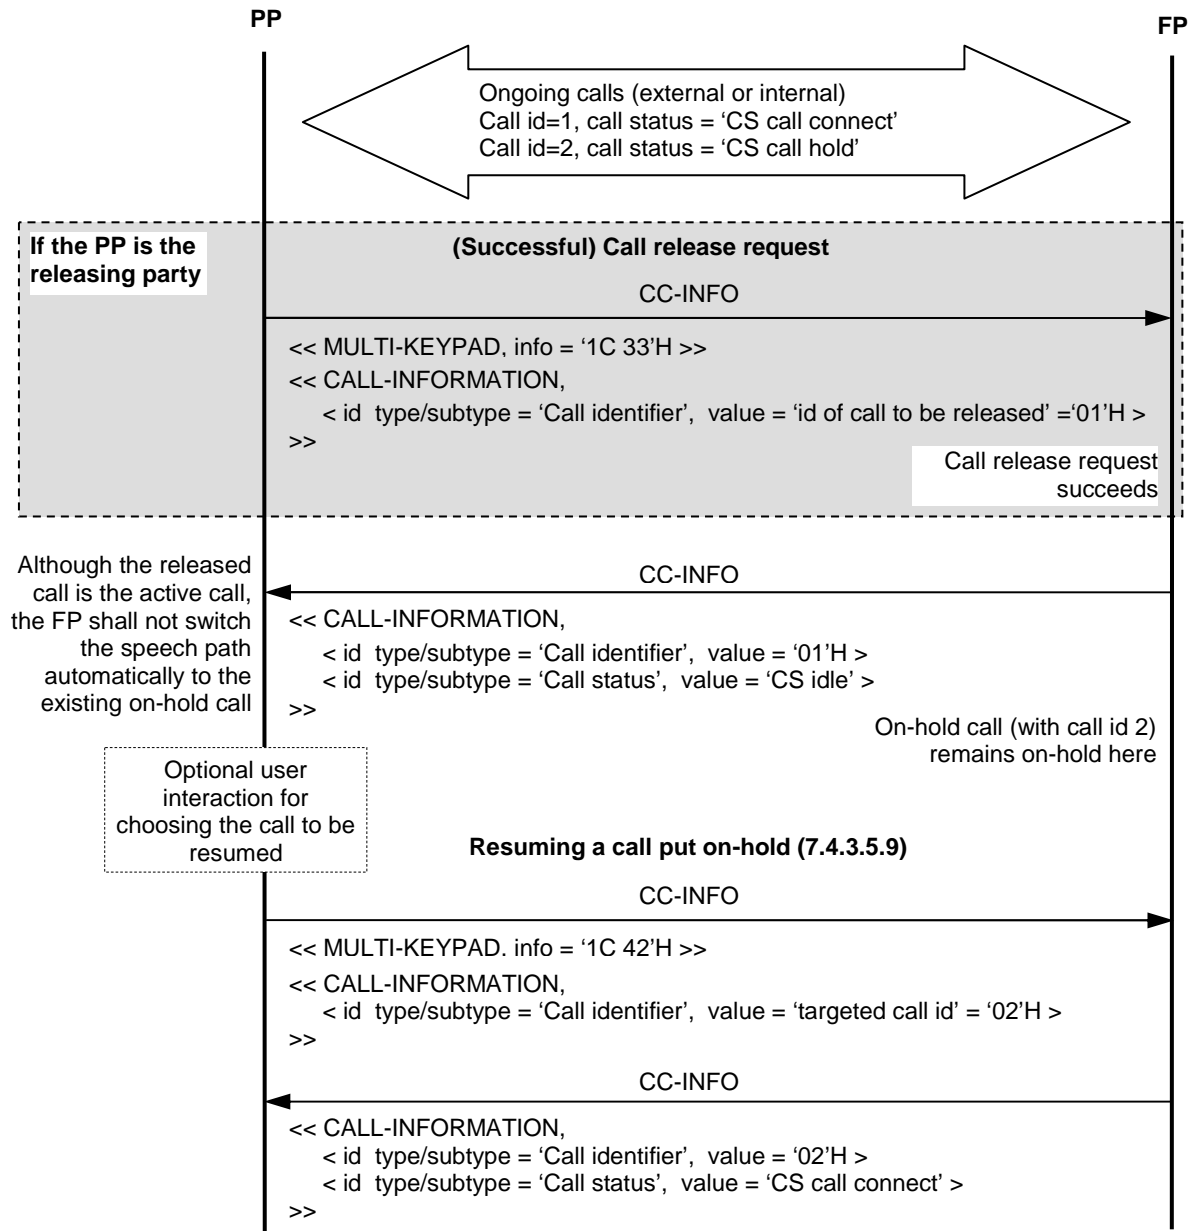 PP
FP
Ongoing calls (external or internal)
Call id=1, call status = ‘CS call connect’
Call id=2, call status = ‘CS call hold’
If the PP is the
releasing party
(Successful) Call release request
CC-INFO
<< MULTI-KEYPAD, info = ‘1C 33’H >>
<< CALL-INFORMATION,
< id type/subtype = ‘Call identifier’, value = ‘id of call to be released’ =‘01’H >
>>
Call release request
succeeds
Although the released
call is the active call,
the FP shall not switch
the speech path
automatically to the
existing on-hold call
CC-INFO
<< CALL-INFORMATION,
< id type/subtype = ‘Call identifier’, value = ‘01’H >
< id type/subtype = ‘Call status’, value = ‘CS idle’ >
>>
On-hold call (with call id 2)
remains on-hold here
Optional user
interaction for
choosing the call to be
resumed
Resuming a call put on-hold (7.4.3.5.9)
CC-INFO
<< MULTI-KEYPAD, info = ‘1C 42’H >>
<< CALL-INFORMATION,
< id type/subtype = ‘Call identifier’, value = ‘targeted call id’ = ‘02’H >
>>
CC-INFO
<< CALL-INFORMATION,
< id type/subtype = ‘Call identifier’, value = ‘02’H >
< id type/subtype = ‘Call status’, value = ‘CS call connect’ >
>>